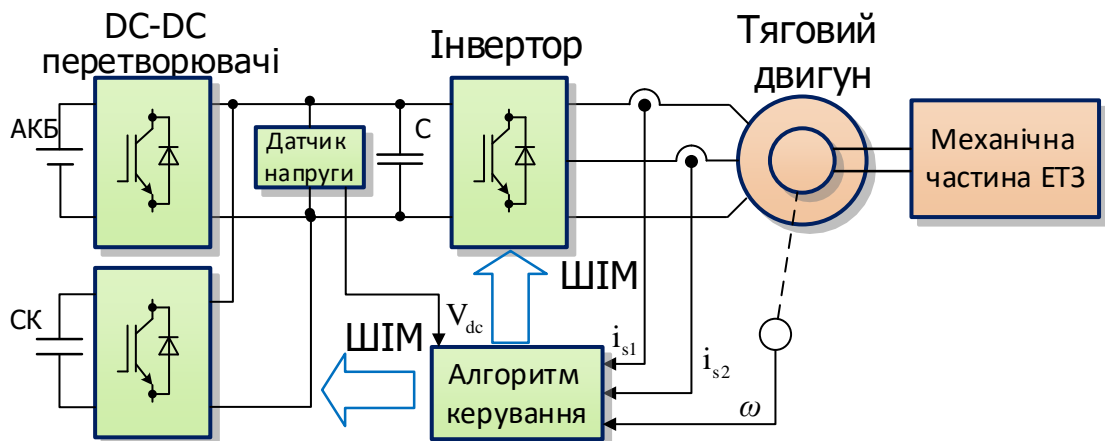 DC-DC
перетворювачі
Інвертор
Тяговий
двигун
АКБ
Датчик
напруги
C
Механічна
частина ЕТЗ
СК
ШІМ
ШІМ
V_dc
i_s1
i_s2
ω
Алгоритм
керування